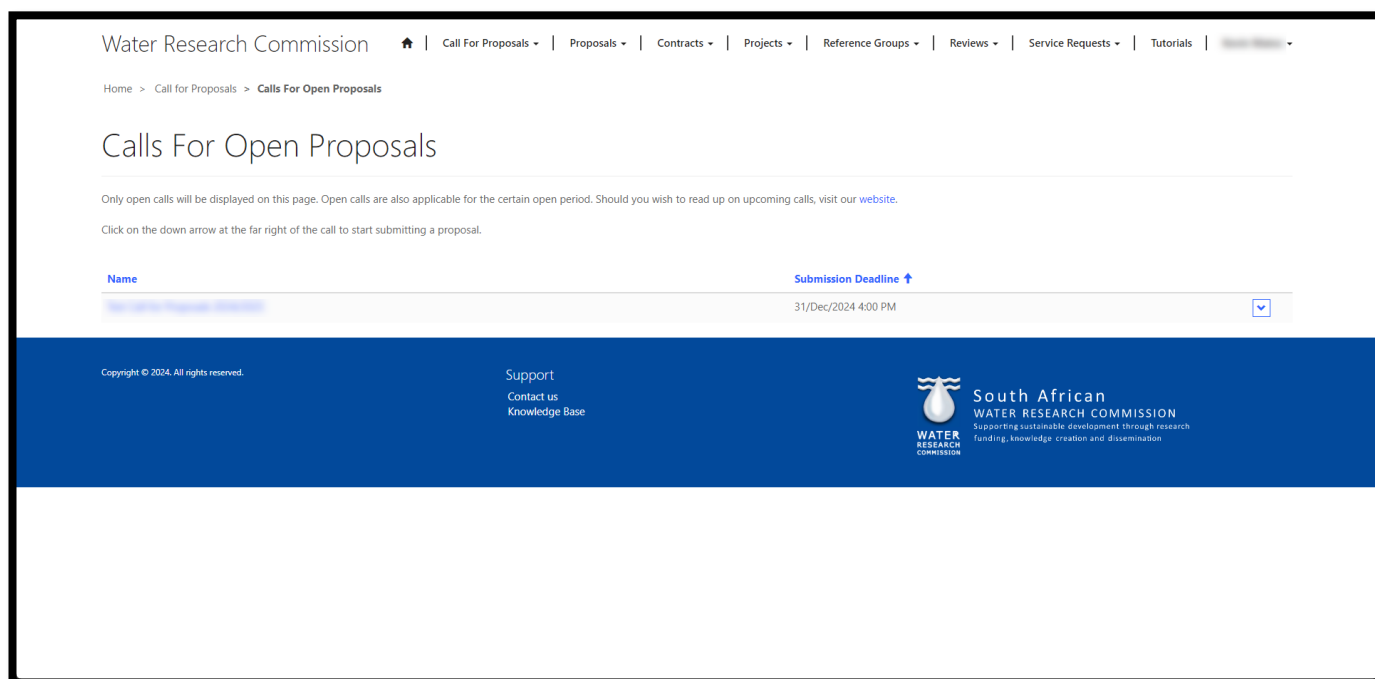 Water Research Commission Call For Proposals Proposals Contracts Projects Reference Groups Reviews Service Requests Tutorials
Home > Call for Proposals > Calls For Open Proposals
Calls For Open Proposals
Only open calls will be displayed on this page. Open calls are also applicable for the certain open period. Should you wish to read up on upcoming calls, visit our website.
Click on the down arrow at the far right of the call to start submitting a proposal.
Name Submission Deadline
31/Dec/2024 4:00 PM
Copyright © 2024. All rights reserved.
Support
Contact us
Knowledge Base
WATER
RESEARCH
COMMISSION
South African
WATER RESEARCH COMMISSION
Supporting sustainable development through research
funding, knowledge creation and dissemination